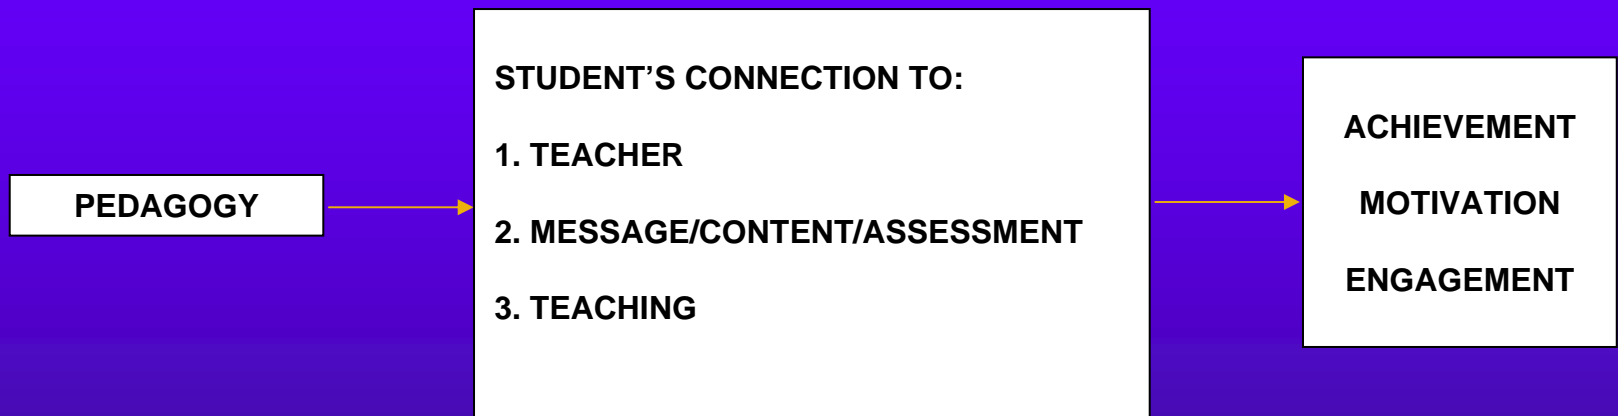 PEDAGOGY
STUDENT’S CONNECTION TO:
1. TEACHER
2. MESSAGE/CONTENT/ASSESSMENT
3. TEACHING
ACHIEVEMENT
MOTIVATION
ENGAGEMENT